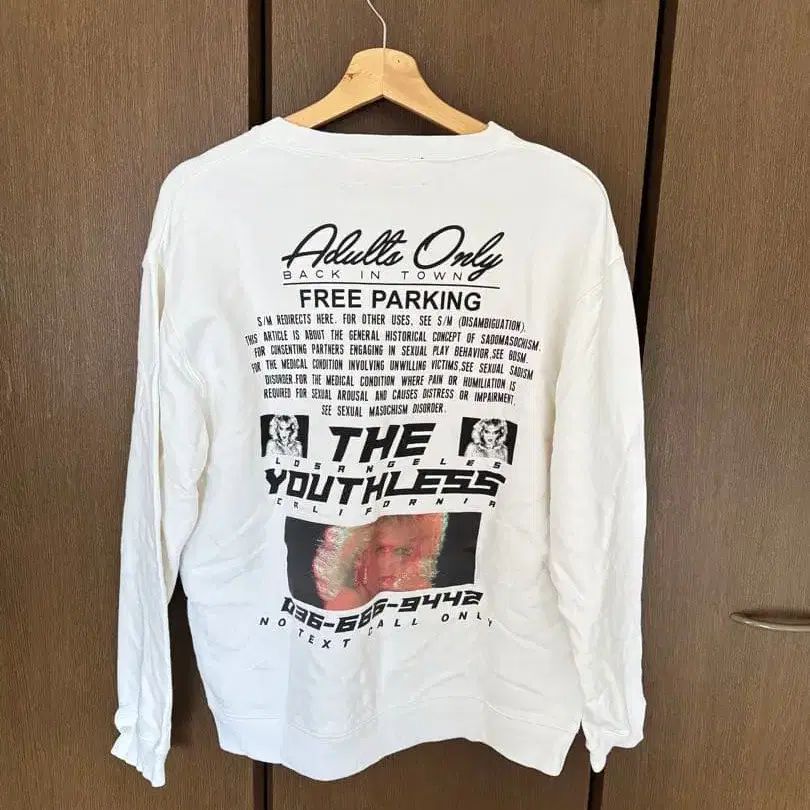 Adults Only
BACK IN TOWN
FREE PARKING
S/M REDIRECTS HERE. FOR OTHER USES, SEE S/M (DISAMBIGUATION).
THIS ARTICLE IS ABOUT THE GENERAL HISTORICAL CONCEPT OF SADOMASOCHISM.
FOR CONSENTING PARTNERS ENGAGING IN SEXUAL PLAY BEHAVIOR,SEE BDSM.
FOR THE MEDICAL CONDITION INVOLVING UNWILLING VICTIMS,SEE SEXUAL SADISM
DISORDER.FOR THE MEDICAL CONDITION WHERE PAIN OR HUMILIATION IS
REQUIRED FOR SEXUAL AROUSAL AND CAUSES DISTRESS OR IMPAIRMENT,
SEE SEXUAL MASOCHISM DISORDER.
THE
LOSANGELES
YOUTHLESS
CALIFORNIA
036-666-9442
NO TEXT CALL ONLY